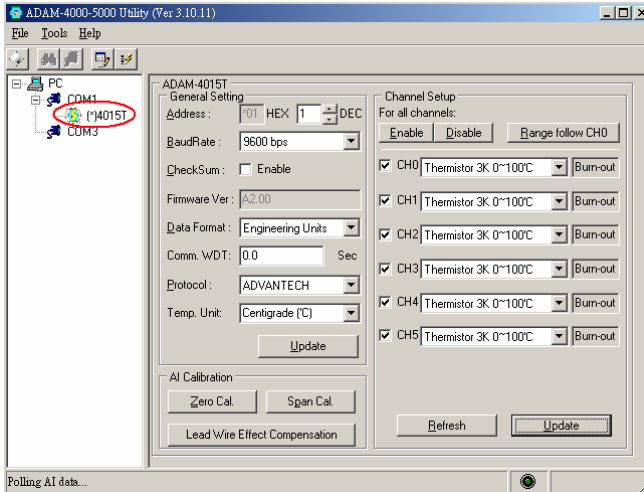 ADAM-4000-5000 Utility (Ver 3.10.11)
File Tools Help
PC
COM1
(*)4015T
COM3
ADAM-4015T
General Setting
Address : *01 HEX 1 DEC
BaudRate : 9600 bps
CheckSum : Enable
Firmware Ver : A2.00
Data Format : Engineering Units
Comm. WDT: 0.0 Sec
Protocol : ADVANTECH
Temp. Unit: Centigrade (℃)
Update
AI Calibration
Zero Cal. Span Cal.
Lead Wire Effect Compensation
Channel Setup
For all channels:
Enable Disable Range follow CH0
CH0 Thermistor 3K 0~100℃ Burn-out
CH1 Thermistor 3K 0~100℃ Burn-out
CH2 Thermistor 3K 0~100℃ Burn-out
CH3 Thermistor 3K 0~100℃ Burn-out
CH4 Thermistor 3K 0~100℃ Burn-out
CH5 Thermistor 3K 0~100℃ Burn-out
Refresh Update
Polling AI data...